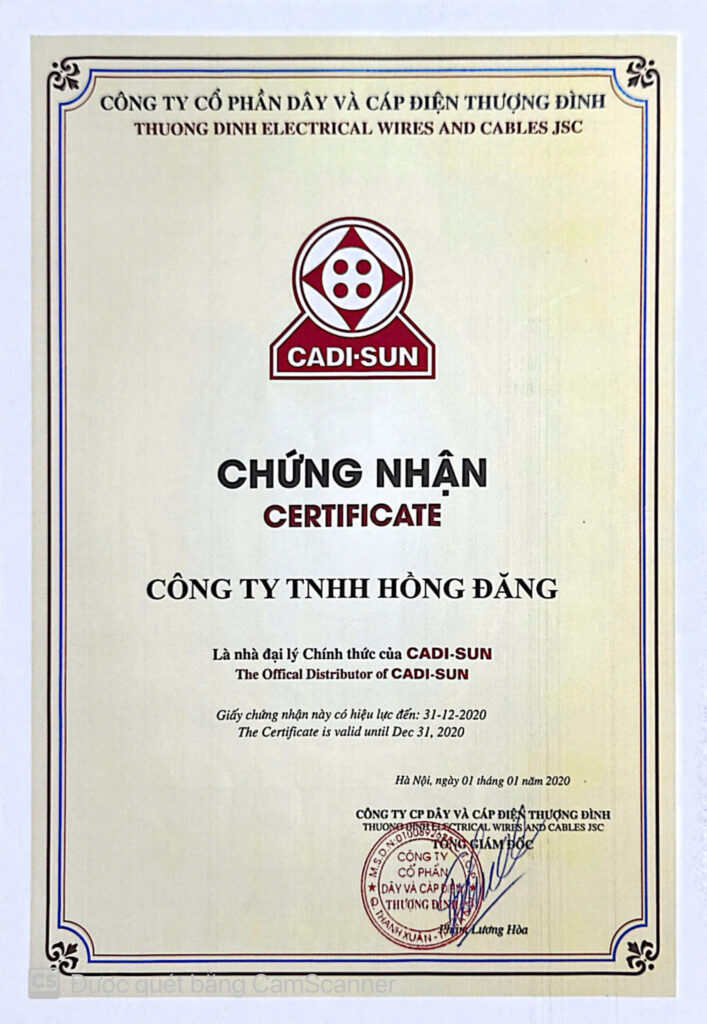 CÔNG TY CỔ PHẦN DÂY VÀ CÁP ĐIỆN THƯỢNG ĐÌNH
THUONG DINH ELECTRICAL WIRES AND CABLES JSC
CADI-SUN
CHỨNG NHẬN
CERTIFICATE
CÔNG TY TNHH HỒNG ĐĂNG
Là nhà đại lý Chính thức của CADI-SUN
The Offical Distributor of CADI-SUN
Giấy chứng nhận này có hiệu lực đến: 31-12-2020
The Certificate is valid until Dec 31, 2020
Hà Nội, ngày 01 tháng 01 năm 2020
CÔNG TY CP DÂY VÀ CÁP ĐIỆN THƯỢNG ĐÌNH
THUONG DINH ELECTRICAL WIRES AND CABLES JSC
TỔNG GIÁM ĐỐC
M.S.D.N
CÔNG TY
CỔ PHẦN
DÂY VÀ CÁP ĐIỆN
THƯỢNG ĐÌNH
Q. THANH XUÂN
Phạm Lương Hòa
CS Được quét bằng CamScanner